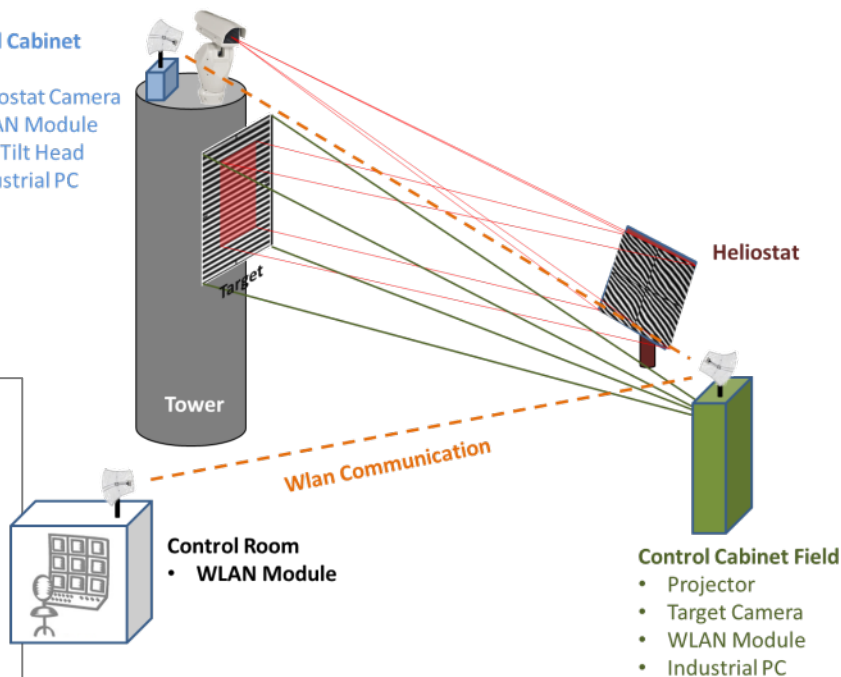 Cabinet
ostat Camera
AN Module
Tilt Head
ustrial PC
Target
Heliostat
Tower
Wlan Communication
Control Room
• WLAN Module
Control Cabinet Field
• Projector
• Target Camera
• WLAN Module
• Industrial PC